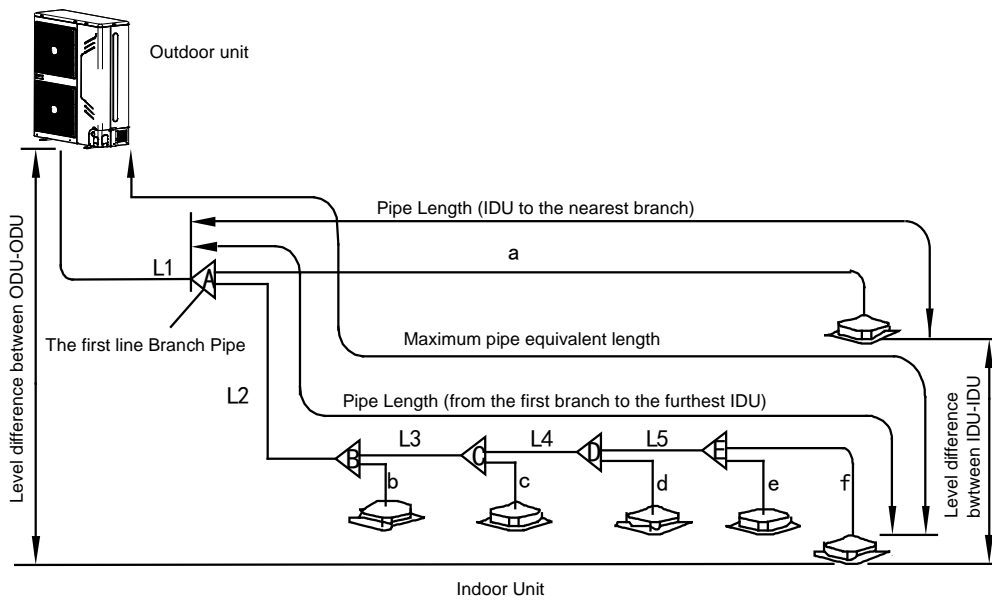 Outdoor unit
Pipe Length (IDU to the nearest branch)
a
L1
A
The first line Branch Pipe
Maximum pipe equivalent length
L2
Pipe Length (from the first branch to the furthest IDU)
L3
L4
L5
B
C
D
E
b
c
d
e
f
Level difference between ODU-ODU
Level difference
bwtween IDU-IDU
Indoor Unit